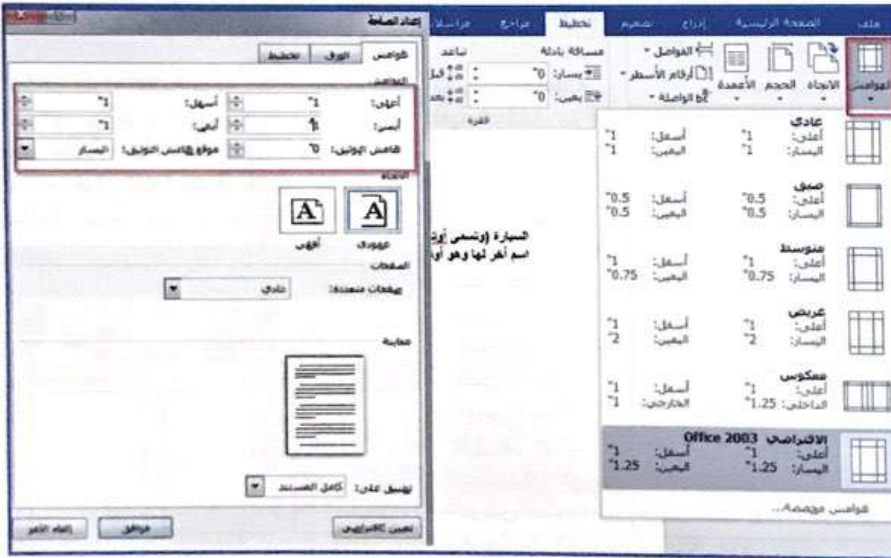 ملف الصفحة الرئيسية إدراج تصميم تخطيط مراجع مراسلا
الهوامش
الاتجاه
الحجم
الأعمدة
الفواصل
أرقام الأسطر
الواصلة
مسافة بادئة
يسار: 0"
يمين: 0"
تباعد
قبل
بعد
فقرة
عادي
أعلى: 1" أسفل: 1"
اليسار: 1" اليمين: 1"
ضيق
أعلى: 0.5" أسفل: 0.5"
اليسار: 0.5" اليمين: 0.5"
متوسط
أعلى: 1" أسفل: 1"
اليسار: 0.75" اليمين: 0.75"
عريض
أعلى: 1" أسفل: 1"
اليسار: 2" اليمين: 2"
معكوس
أعلى: 1" أسفل: 1"
الداخلي: 1.25" الخارجي: 1"
الافتراضي Office 2003
أعلى: 1" أسفل: 1"
اليسار: 1.25" اليمين: 1.25"
هوامش مخصصة...
السيارة (وتسمى
اسم آخر لها وهو
إعداد الصفحة
هوامش الورق تخطيط
الهوامش
أعلى: 1" أسفل: 1"
أيسر: 1" أيمن: 1"
هامش التوثيق: 0" موقع هامش التوثيق: اليسار
الاتجاه
عمودي أفقي
الصفحات
صفحات متعددة: عادي
معاينة
تطبيق على: كامل المستند
تعيين كافتراضي موافق إلغاء الأمر